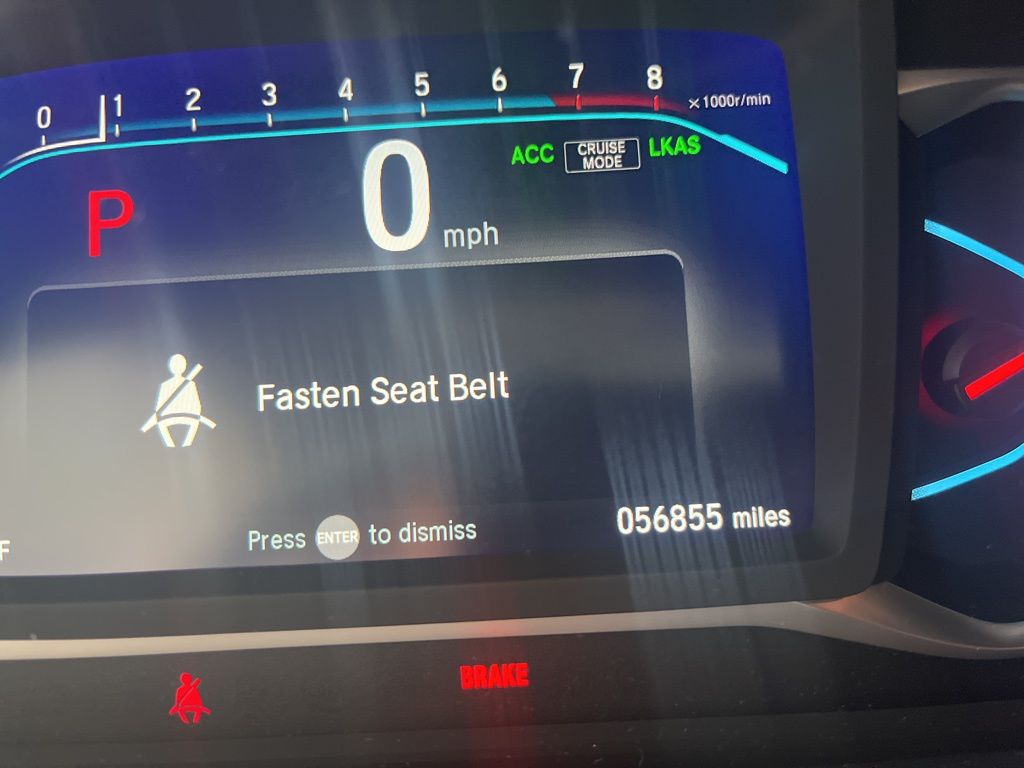 0 1 2 3 4 5 6 7 8 ×1000r/min
P 0 mph ACC CRUISE MODE LKAS
Fasten Seat Belt
Press ENTER to dismiss
056855 miles
F
BRAKE